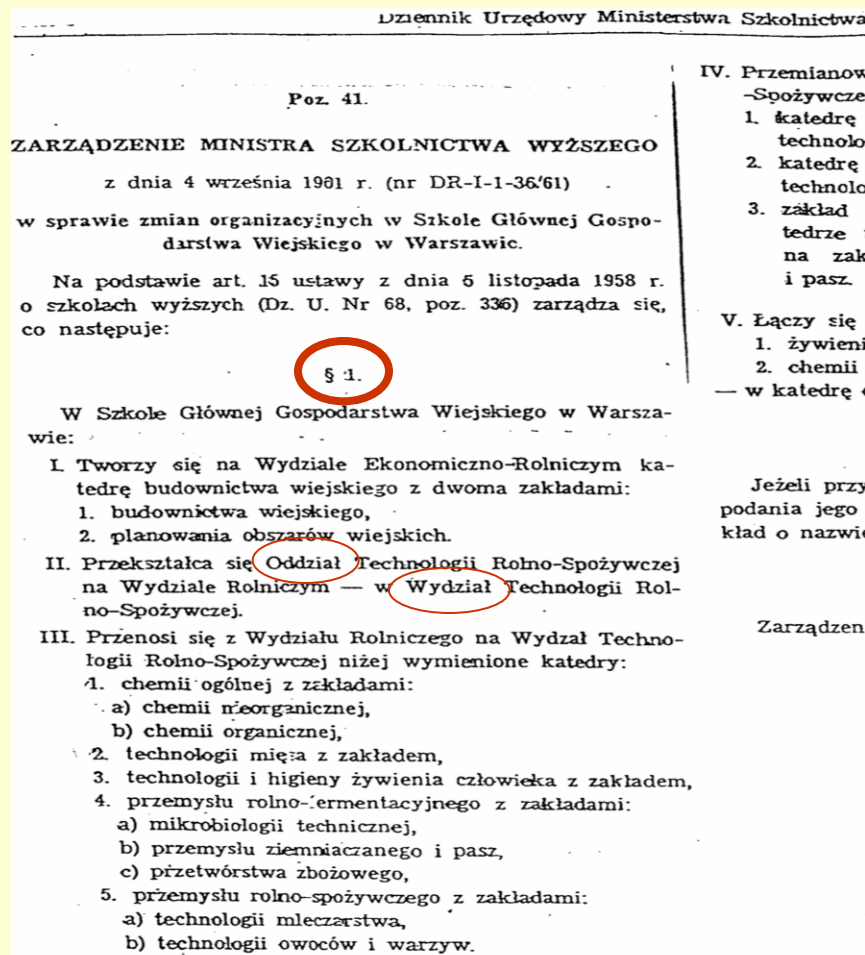 Dziennik Urzędowy Ministerstwa Szkolnictwa
Poz. 41.
ZARZĄDZENIE MINISTRA SZKOLNICTWA WYŻSZEGO
z dnia 4 września 1961 r. (nr DR-I-1-36/61)
w sprawie zmian organizacyjnych w Szkole Głównej Gospo-
darstwa Wiejskiego w Warszawie.
Na podstawie art. 15 ustawy z dnia 5 listopada 1958 r.
o szkołach wyższych (Dz. U. Nr 68, poz. 336) zarządza się,
co następuje:
§ 1.
W Szkole Głównej Gospodarstwa Wiejskiego w Warsza-
wie:
I. Tworzy się na Wydziale Ekonomiczno-Rolniczym ka-
tedrę budownictwa wiejskiego z dwoma zakładami:
1. budownictwa wiejskiego,
2. planowania obszarów wiejskich.
II. Przekształca się Oddział Technologii Rolno-Spożywczej
na Wydziale Rolniczym — w Wydział Technologii Rol-
no-Spożywczej.
III. Przenosi się z Wydziału Rolniczego na Wydzał Techno-
logii Rolno-Spożywczej niżej wymienione katedry:
1. chemii ogólnej z zakładami:
a) chemii nieorganicznej,
b) chemii organicznej,
2. technologii mięsa z zakładem,
3. technologii i higieny żywienia człowieka z zakładem,
4. przemysłu rolno-fermentacyjnego z zakładami:
a) mikrobiologii technicznej,
b) przemysłu ziemniaczanego i pasz,
c) przetwórstwa zbożowego,
5. przemysłu rolno-spożywczego z zakładami:
a) technologii mleczarstwa,
b) technologii owoców i warzyw.
IV. Przemianow
-Spożywcze
1. katedrę
technolo
2. katedrę
technolo
3. zakład
tedrze
na zak
i pasz.
V. Łączy się
1. żywieni
2. chemii
— w katedrę
Jeżeli przy
podania jego
kład o nazwie
Zarządzen